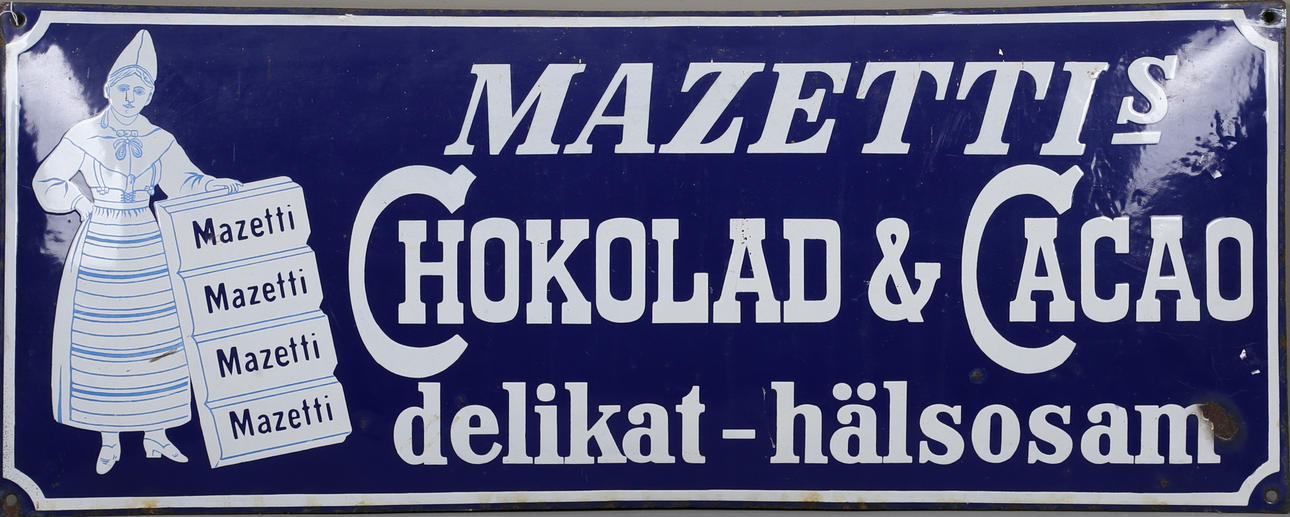 MAZETTIS
CHOKOLAD & CACAO
delikat - hälsosam
Mazetti
Mazetti
Mazetti
Mazetti